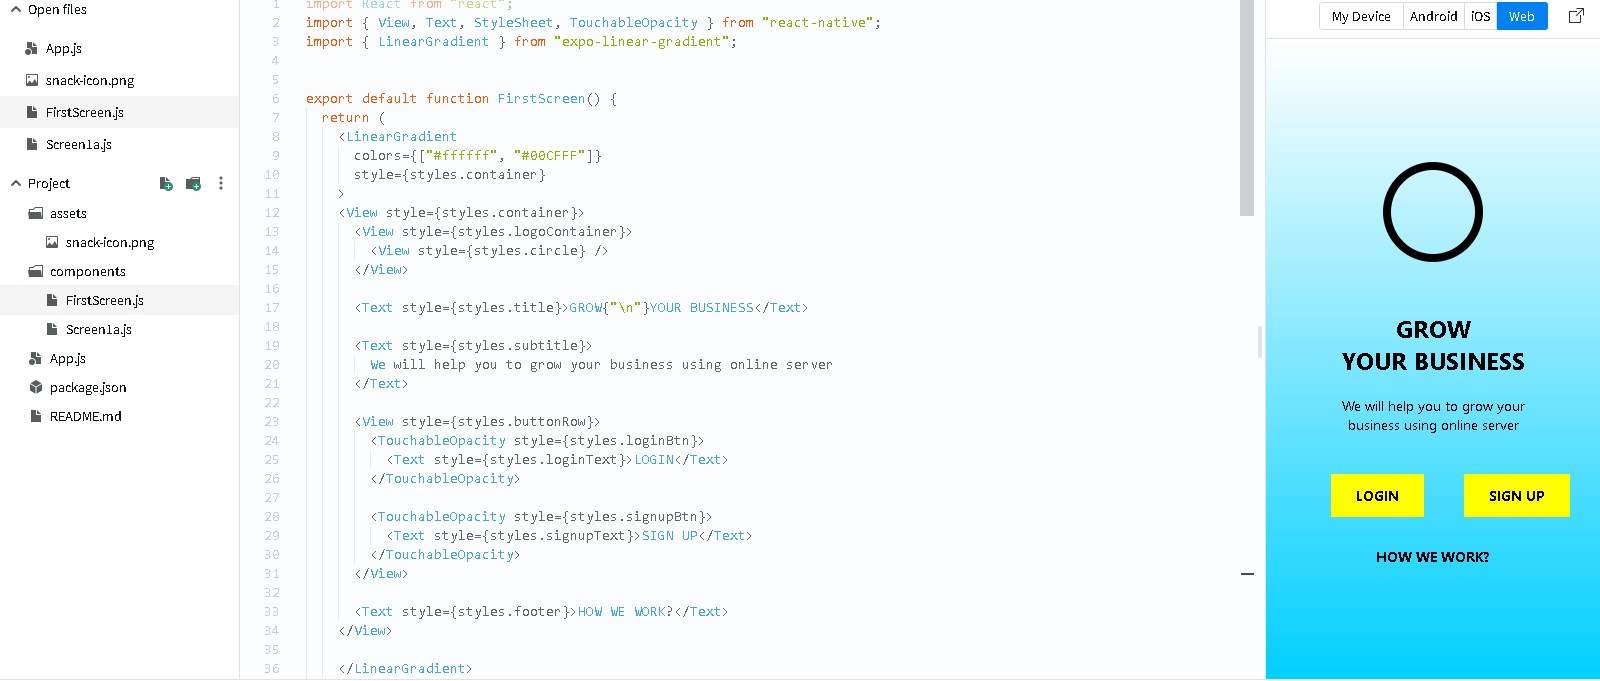 Open files
App.js
snack-icon.png
FirstScreen.js
Screen1a.js
Project
assets
snack-icon.png
components
FirstScreen.js
Screen1a.js
App.js
package.json
README.md
1 import React from "react";
2 import { View, Text, StyleSheet, TouchableOpacity } from "react-native";
3 import { LinearGradient } from "expo-linear-gradient";
4
5
6 export default function FirstScreen() {
7 return (
8 <LinearGradient
9 colors={["#ffffff", "#00CFFF"]}
10 style={styles.container}
11 >
12 <View style={styles.container}>
13 <View style={styles.logoContainer}>
14 <View style={styles.circle} />
15 </View>
16
17 <Text style={styles.title}>GROW{"\n"}YOUR BUSINESS</Text>
18
19 <Text style={styles.subtitle}>
20 We will help you to grow your business using online server
21 </Text>
22
23 <View style={styles.buttonRow}>
24 <TouchableOpacity style={styles.loginBtn}>
25 <Text style={styles.loginText}>LOGIN</Text>
26 </TouchableOpacity>
27
28 <TouchableOpacity style={styles.signupBtn}>
29 <Text style={styles.signupText}>SIGN UP</Text>
30 </TouchableOpacity>
31 </View>
32
33 <Text style={styles.footer}>HOW WE WORK?</Text>
34 </View>
35
36 </LinearGradient>
My Device Android iOS Web
GROW
YOUR BUSINESS
We will help you to grow your
business using online server
LOGIN SIGN UP
HOW WE WORK?